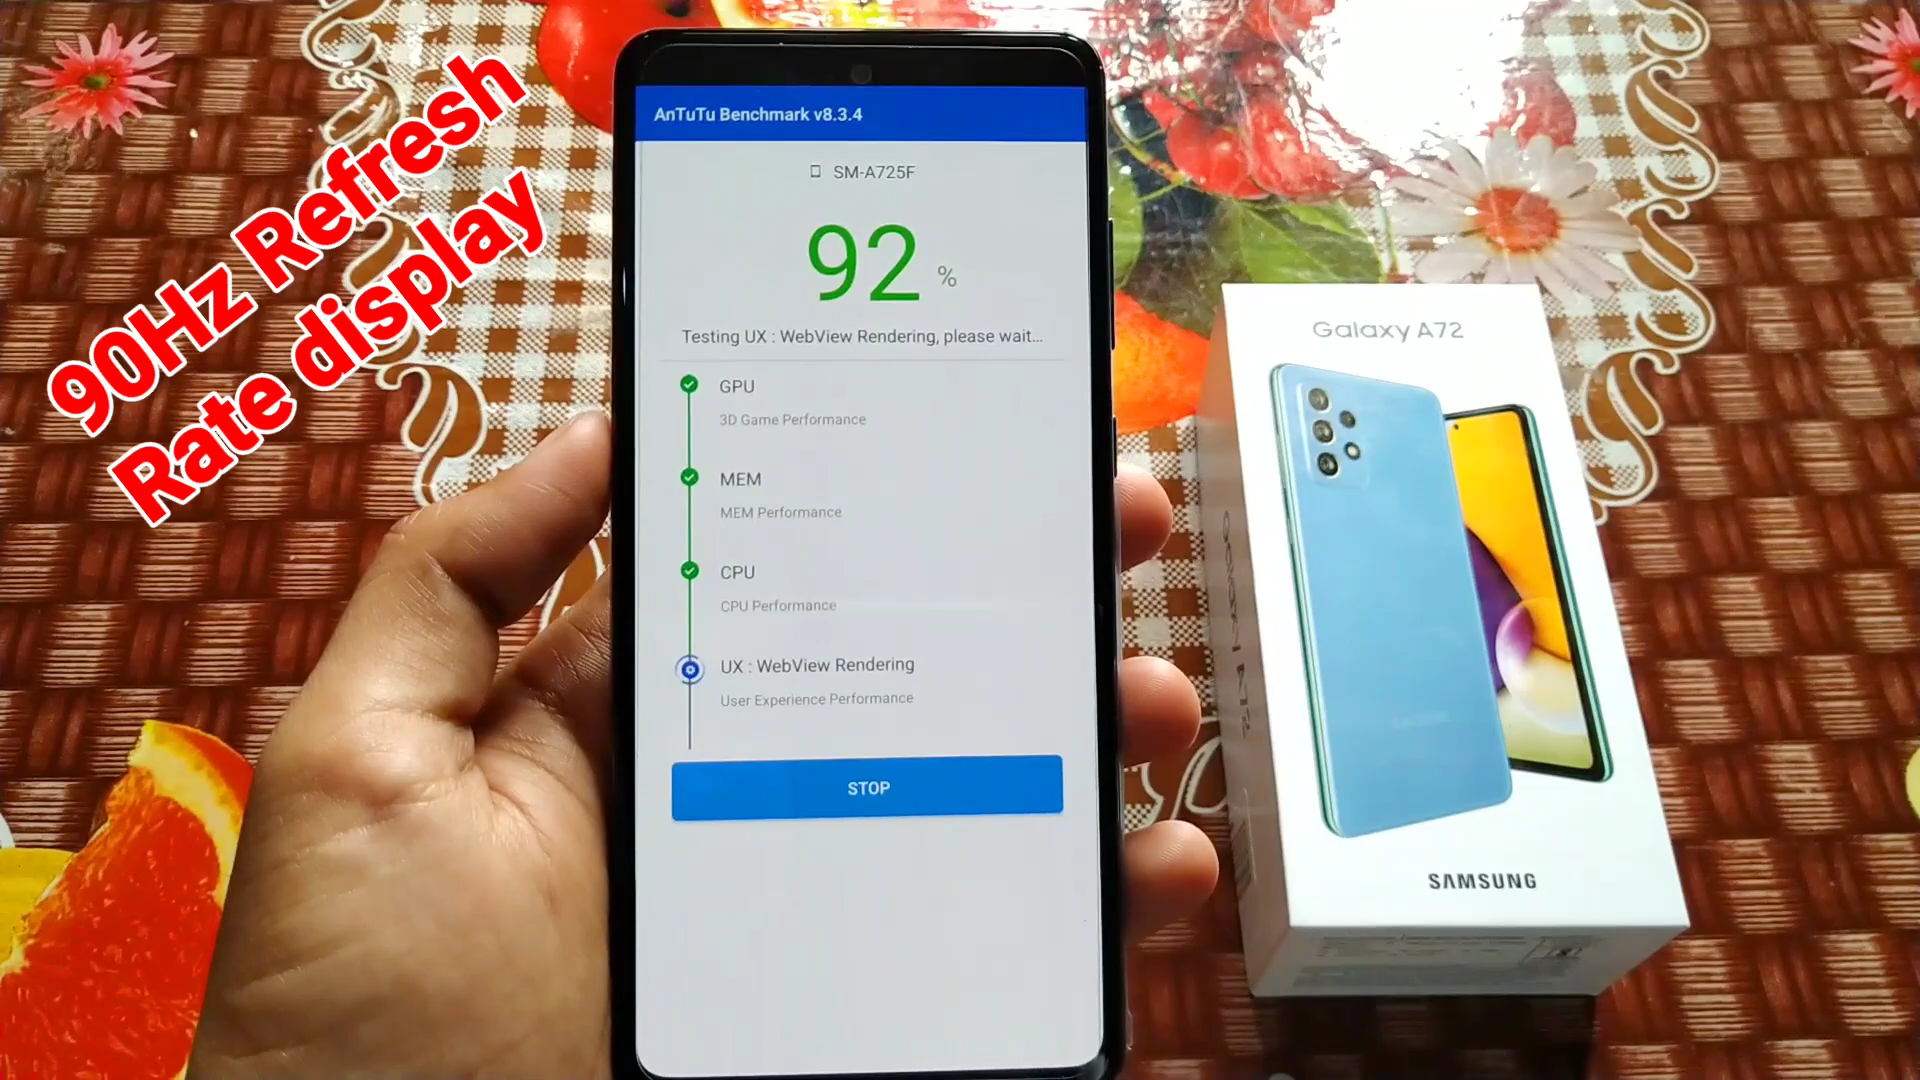 90Hz Refresh
Rate display
AnTuTu Benchmark v8.3.4
SM-A725F
92 %
Testing UX : WebView Rendering, please wait...
GPU
3D Game Performance
MEM
MEM Performance
CPU
CPU Performance
UX : WebView Rendering
User Experience Performance
STOP
Galaxy A72
SAMSUNG
Galaxy A72